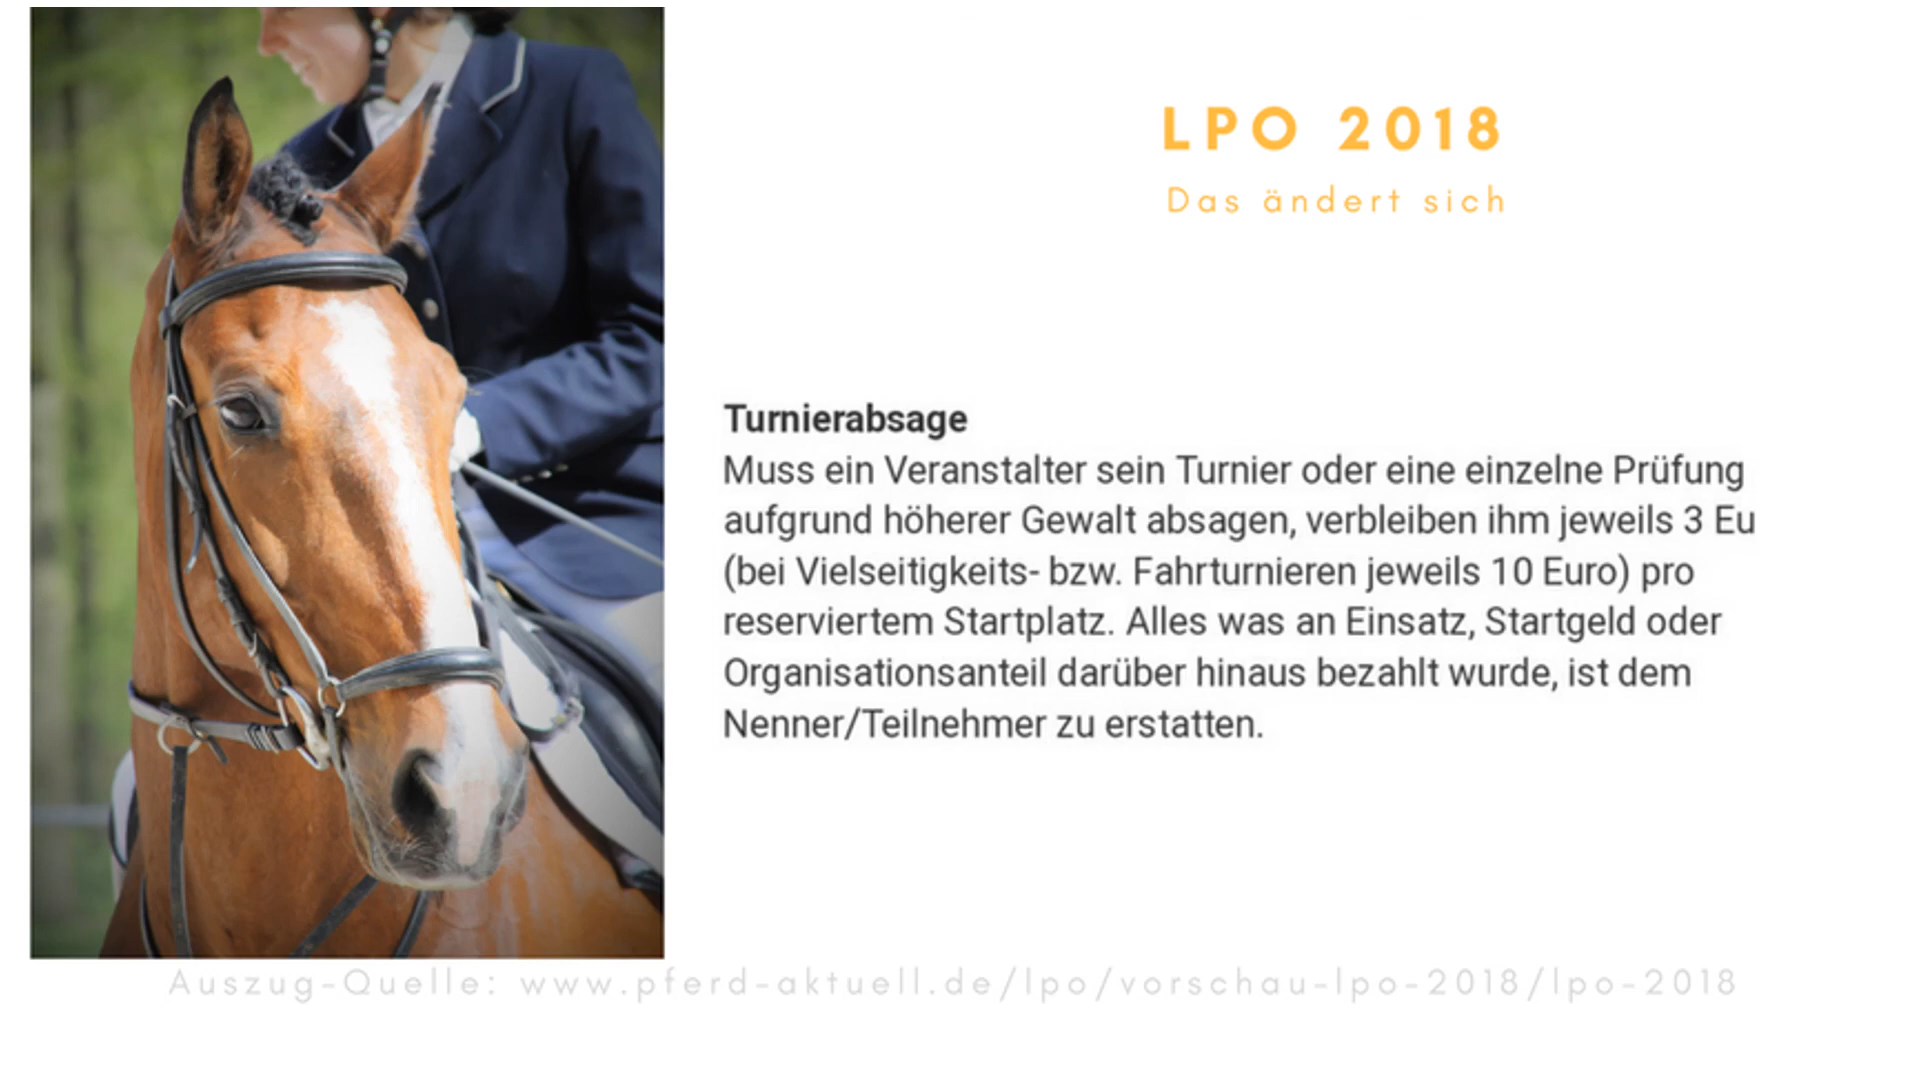 LPO 2018
Das ändert sich
Turnierabsage
Muss ein Veranstalter sein Turnier oder eine einzelne Prüfung
aufgrund höherer Gewalt absagen, verbleiben ihm jeweils 3 Eu
(bei Vielseitigkeits- bzw. Fahrturnieren jeweils 10 Euro) pro
reserviertem Startplatz. Alles was an Einsatz, Startgeld oder
Organisationsanteil darüber hinaus bezahlt wurde, ist dem
Nenner/Teilnehmer zu erstatten.
Auszug-Quelle: www.pferd-aktuell.de/lpo/vorschau-lpo-2018/lpo-2018